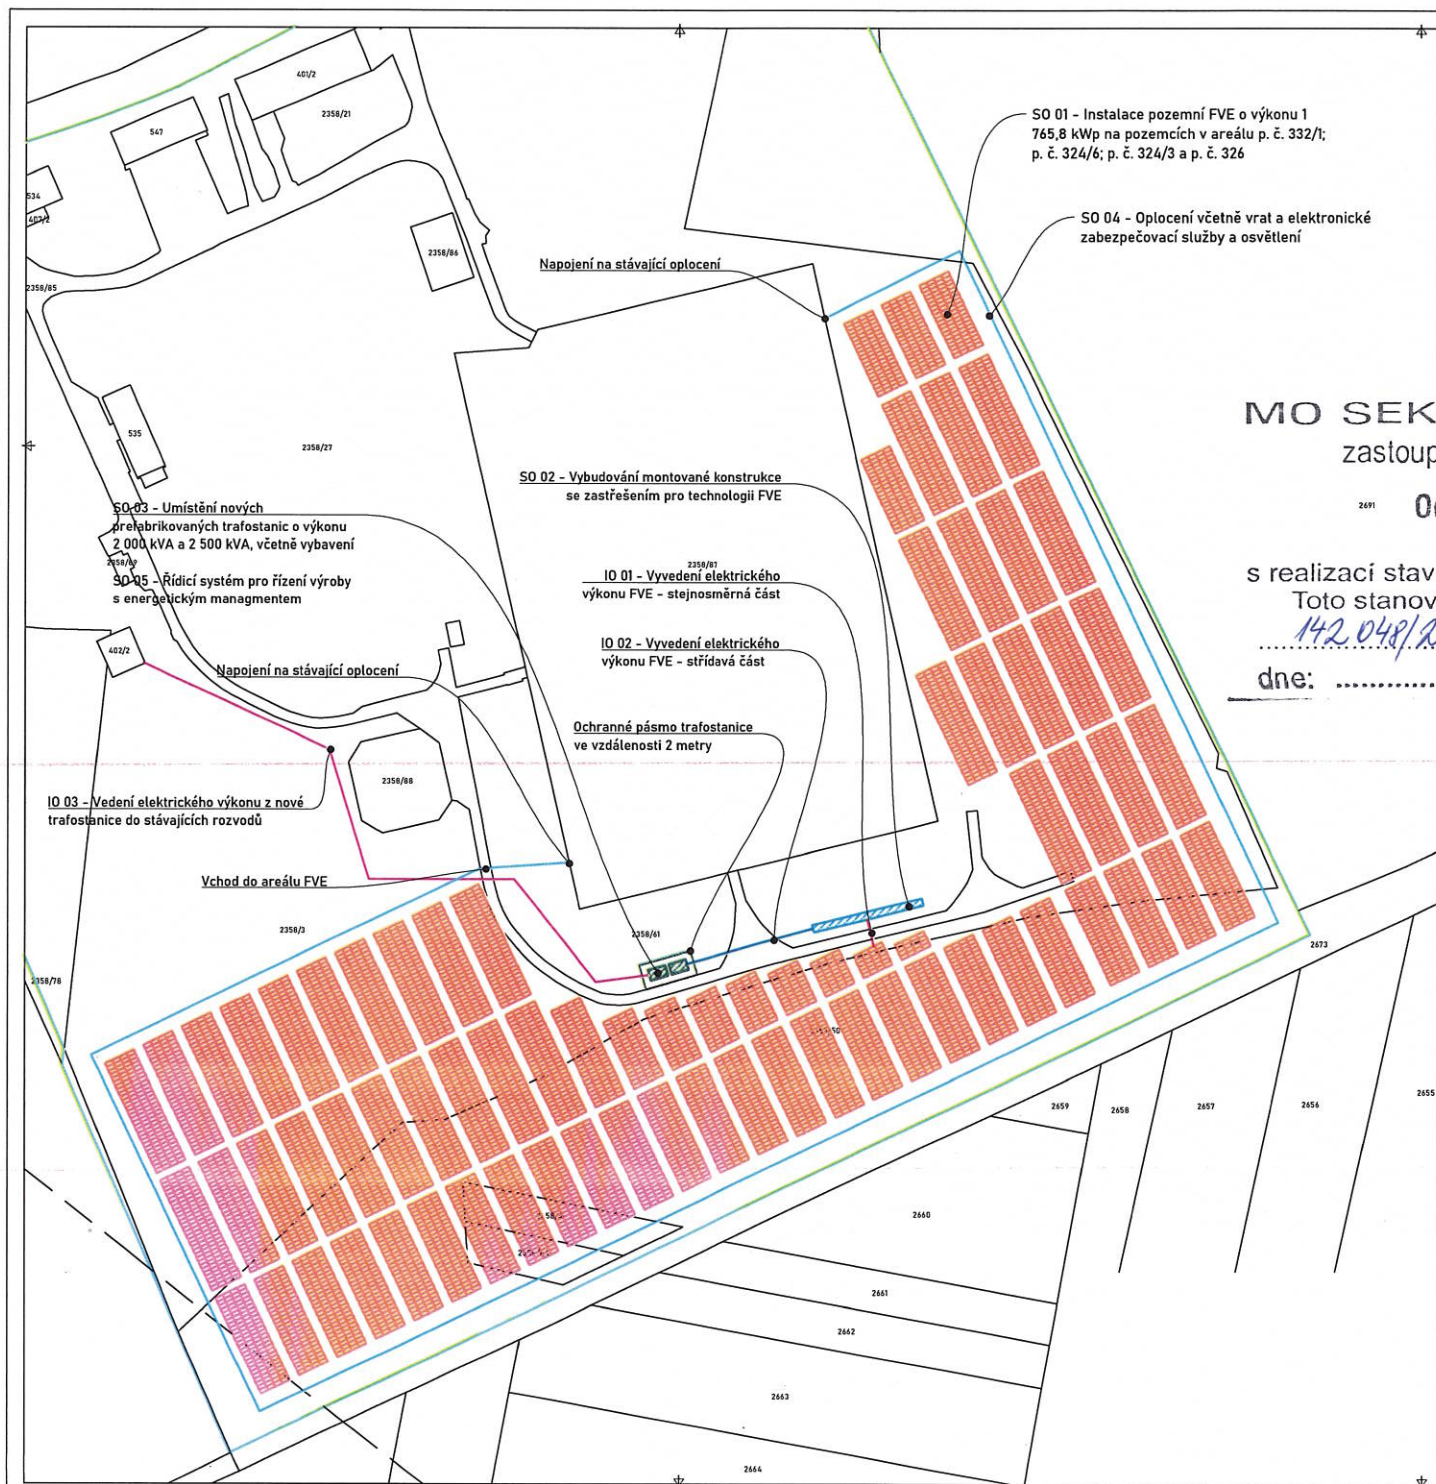 401/2
2358/21
547
534
407/2
2358/86
2358/85
SO 01 - Instalace pozemní FVE o výkonu 1
765,8 kWp na pozemcích v areálu p. č. 332/1;
p. č. 324/6; p. č. 324/3 a p. č. 326
SO 04 - Oplocení včetně vrat a elektronické
zabezpečovací služby a osvětlení
Napojení na stávající oplocení
535
2358/27
MO SEK
zastoup
2691
s realizací stav
Toto stanov
142 048/2
dne:
SO 02 - Vybudování montované konstrukce
se zastřešením pro technologii FVE
SO 03 - Umístění nových
prefabrikovaných trafostanic o výkonu
2 000 kVA a 2 500 kVA, včetně vybavení
2358/69
SO 05 - Řídicí systém pro řízení výroby
s energetickým managmentem
2358/87
IO 01 - Vyvedení elektrického
výkonu FVE - stejnosměrná část
IO 02 - Vyvedení elektrického
výkonu FVE - střídavá část
402/2
Napojení na stávající oplocení
Ochranné pásmo trafostanice
ve vzdálenosti 2 metry
2358/88
IO 03 - Vedení elektrického výkonu z nové
trafostanice do stávajících rozvodů
Vchod do areálu FVE
2358/3
2358/61
2358/78
2673
2659
2658
2657
2656
2655
2660
2661
2662
2663
2664